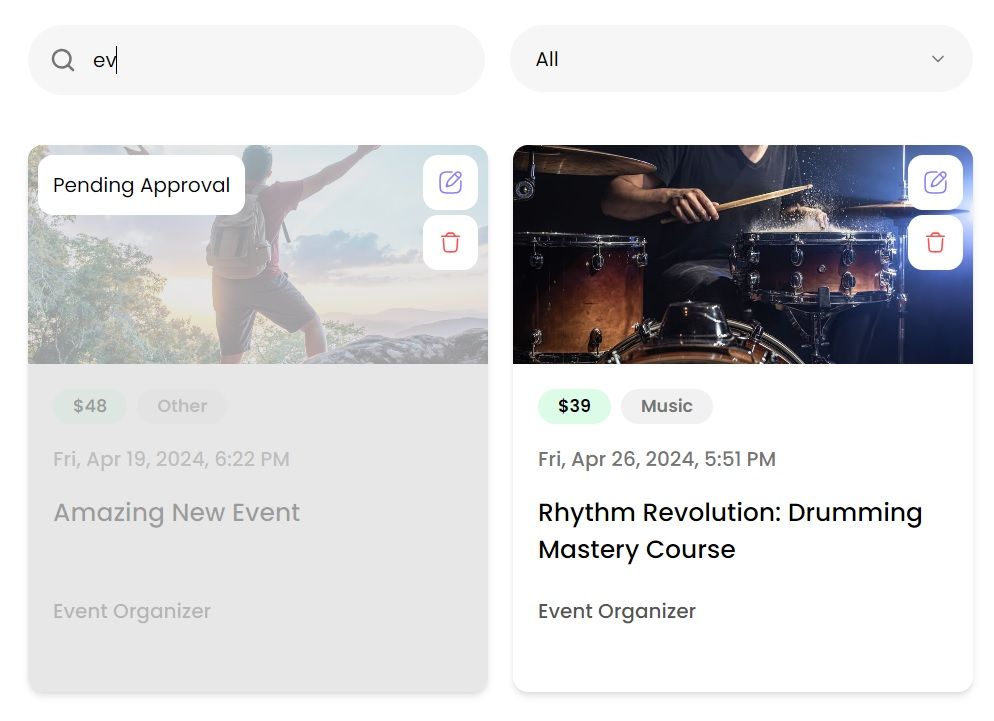 ev
All
Pending Approval
$48
Other
Fri, Apr 19, 2024, 6:22 PM
Amazing New Event
Event Organizer
$39
Music
Fri, Apr 26, 2024, 5:51 PM
Rhythm Revolution: Drumming
Mastery Course
Event Organizer